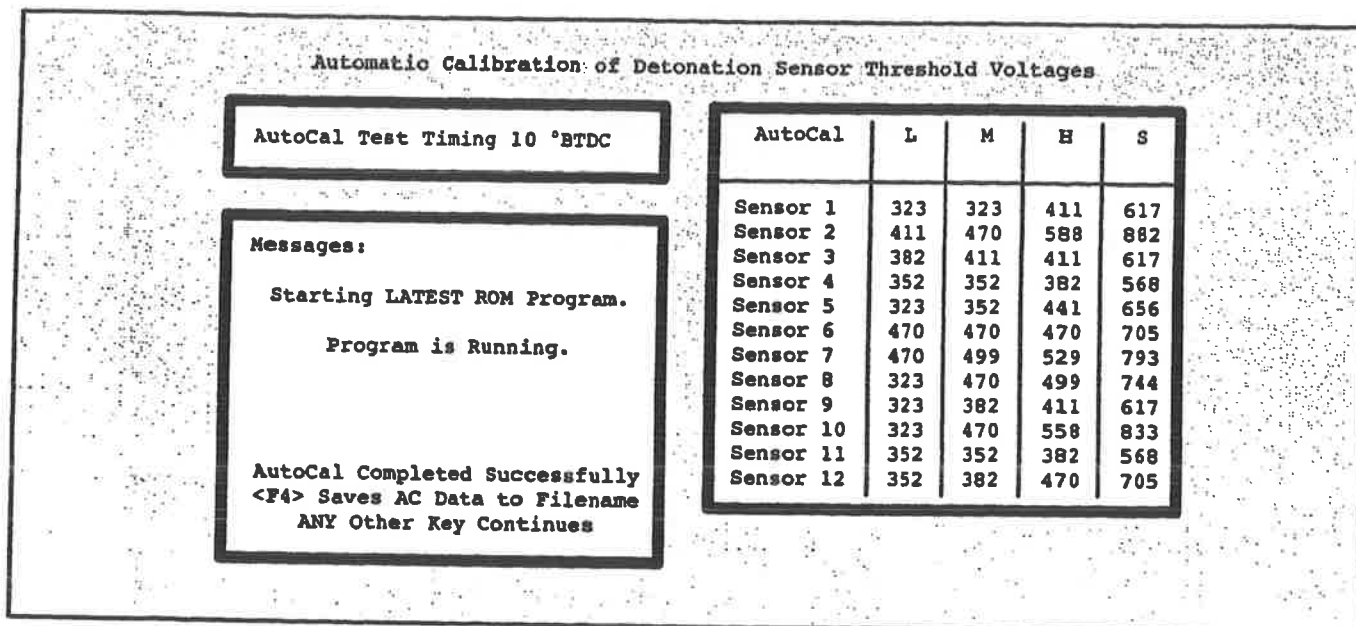 Automatic Calibration of Detonation Sensor Threshold Voltages
AutoCal Test Timing 10 °BTDC
Messages:
Starting LATEST ROM Program.
Program is Running.
AutoCal Completed Successfully
<F4> Saves AC Data to Filename
ANY Other Key Continues
AutoCal L M H S
Sensor 1 323 323 411 617
Sensor 2 411 470 588 882
Sensor 3 382 411 411 617
Sensor 4 352 352 382 568
Sensor 5 323 352 441 656
Sensor 6 470 470 470 705
Sensor 7 470 499 529 793
Sensor 8 323 470 499 744
Sensor 9 323 382 411 617
Sensor 10 323 470 558 833
Sensor 11 352 352 382 568
Sensor 12 352 382 470 705